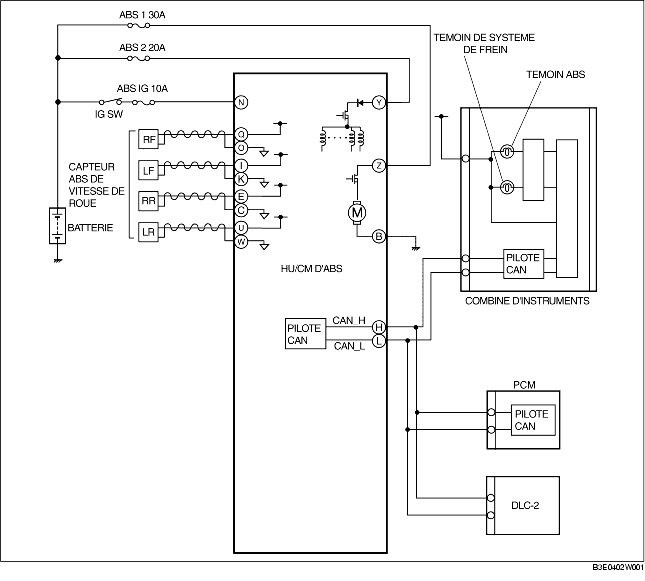 ABS 1 30A
ABS 2 20A
ABS IG 10A
IG SW
TEMOIN DE SYSTEME
DE FREIN
TEMOIN ABS
N
Y
RF
Q
O
LF
I
K
Z
CAPTEUR
ABS DE
VITESSE DE
ROUE
RR
E
C
M
LR
U
W
B
BATTERIE
HU/CM D'ABS
PILOTE
CAN
COMBINE D'INSTRUMENTS
PILOTE
CAN
CAN_H
H
CAN_L
L
PCM
PILOTE
CAN
DLC-2
B3E0402W001